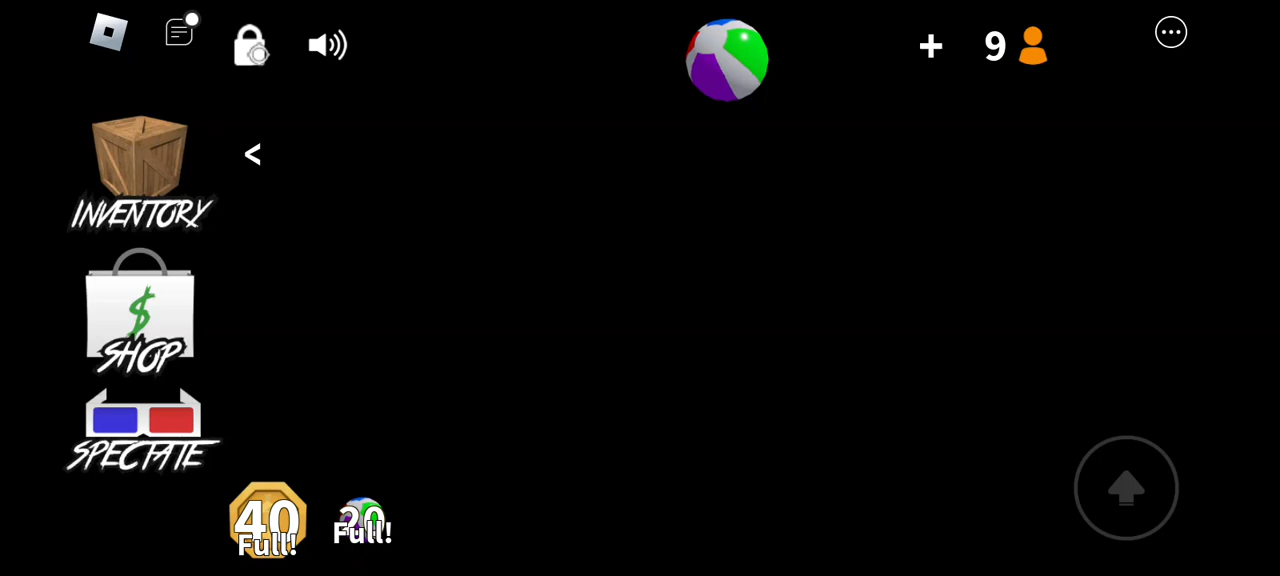 + 9
<
INVENTORY
$
SHOP
SPECTATE
40
Full!
20
Full!